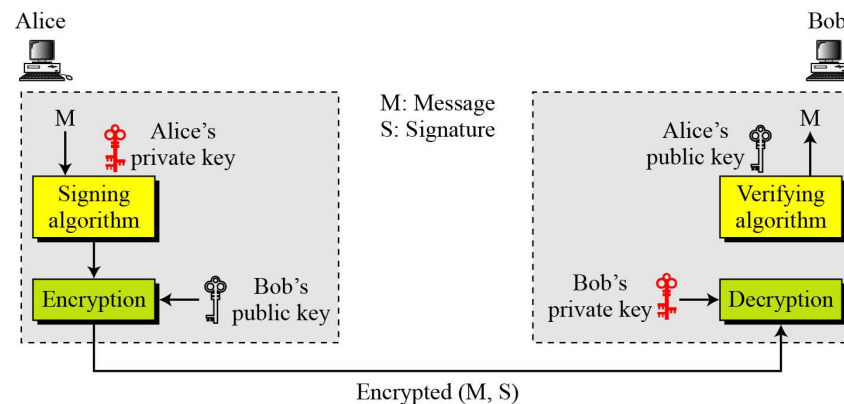 Alice
Bob
M
Alice's
private key
Signing
algorithm
Encryption
Bob's
public key
M: Message
S: Signature
Alice's
public key
M
Verifying
algorithm
Bob's
private key
Decryption
Encrypted (M, S)